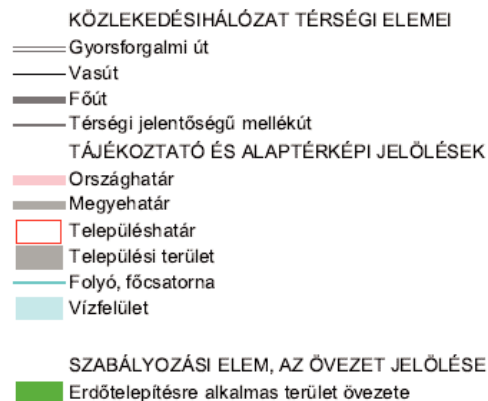 KÖZLEKEDÉSIHÁLÓZAT TÉRSÉGI ELEMEI
Gyorsforgalmi út
Vasút
Főút
Térségi jelentőségű mellékút
TÁJÉKOZTATÓ ÉS ALAPTÉRKÉPI JELÖLÉSEK
Országhatár
Megyehatár
Településhatár
Települési terület
Folyó, főcsatorna
Vízfelület
SZABÁLYOZÁSI ELEM, AZ ÖVEZET JELÖLÉSE
Erdőtelepítésre alkalmas terület övezete